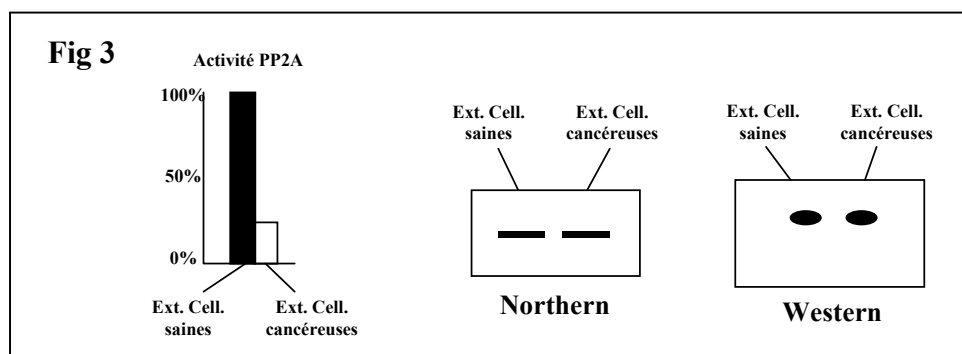 Fig 3
Activité PP2A
100%
50%
0%
Ext. Cell.
saines
Ext. Cell.
cancéreuses
Ext. Cell.
saines
Ext. Cell.
cancéreuses
Northern
Ext. Cell.
saines
Ext. Cell.
cancéreuses
Western